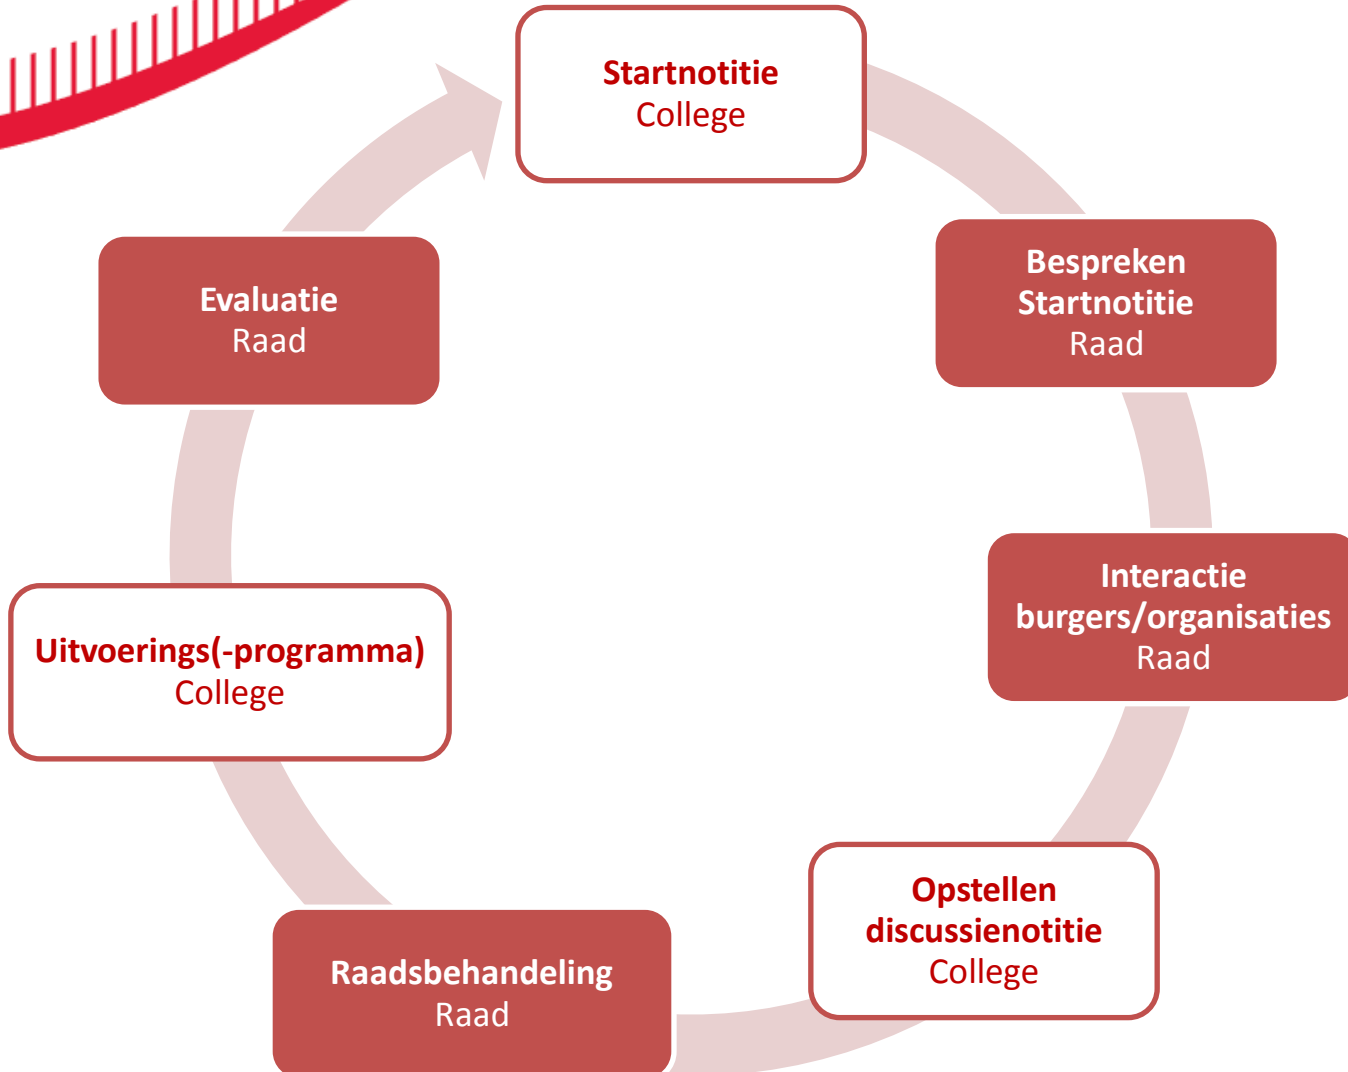 Startnotitie
College
Bespreken
Startnotitie
Raad
Interactie
burgers/organisaties
Raad
Opstellen
discussienotitie
College
Raadsbehandeling
Raad
Uitvoerings(-programma)
College
Evaluatie
Raad